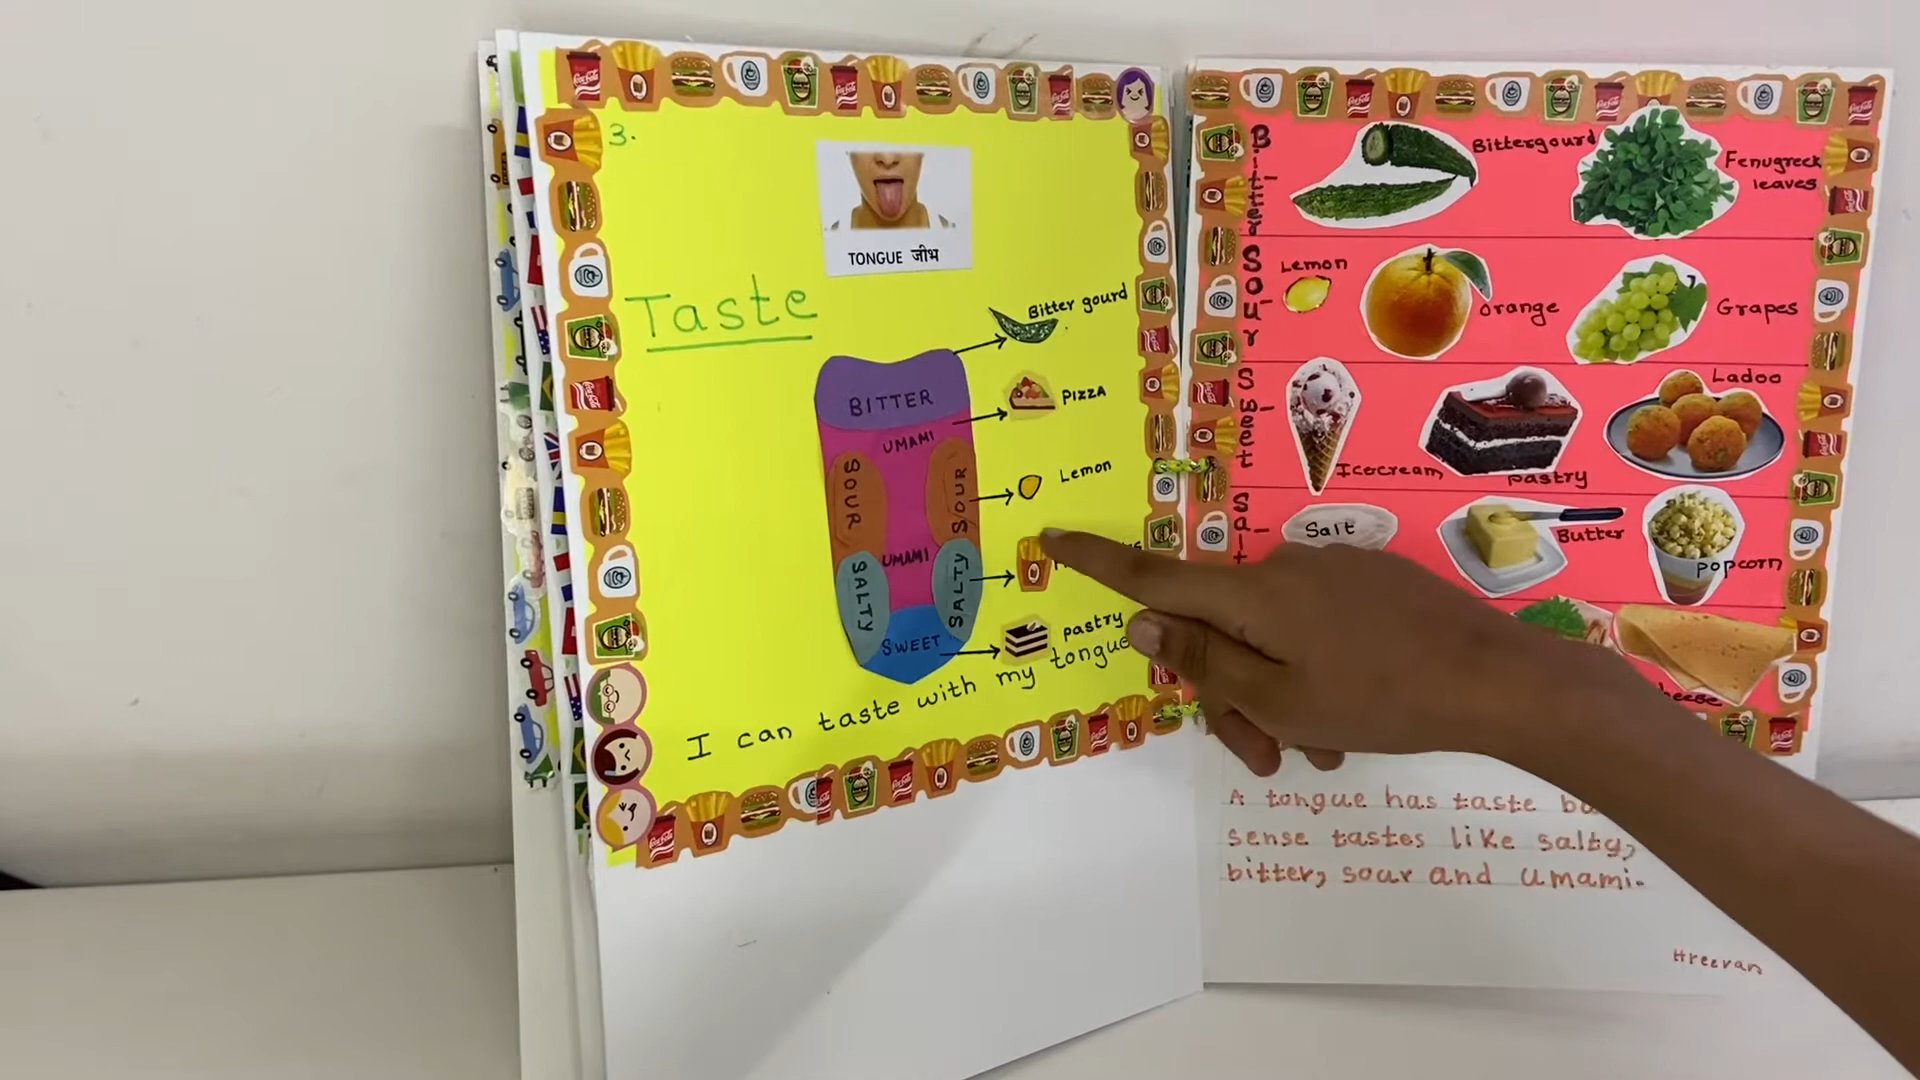 3.
TONGUE जीभ
Taste
Bitter gourd
BITTER
PIZZA
UMAMI
SOUR
SOUR
Lemon
UMAMI
SALTY
SALTY
SWEET
pastry
I can taste with my tongue
Bitter
Bittergourd
Fenugreek
leaves
Sour
Lemon
Orange
Grapes
Sweet
Icecream
pastry
Ladoo
Salt
Butter
popcorn
A tongue has taste
sense tastes like salty,
bitter, sour and umami.
Hreevan